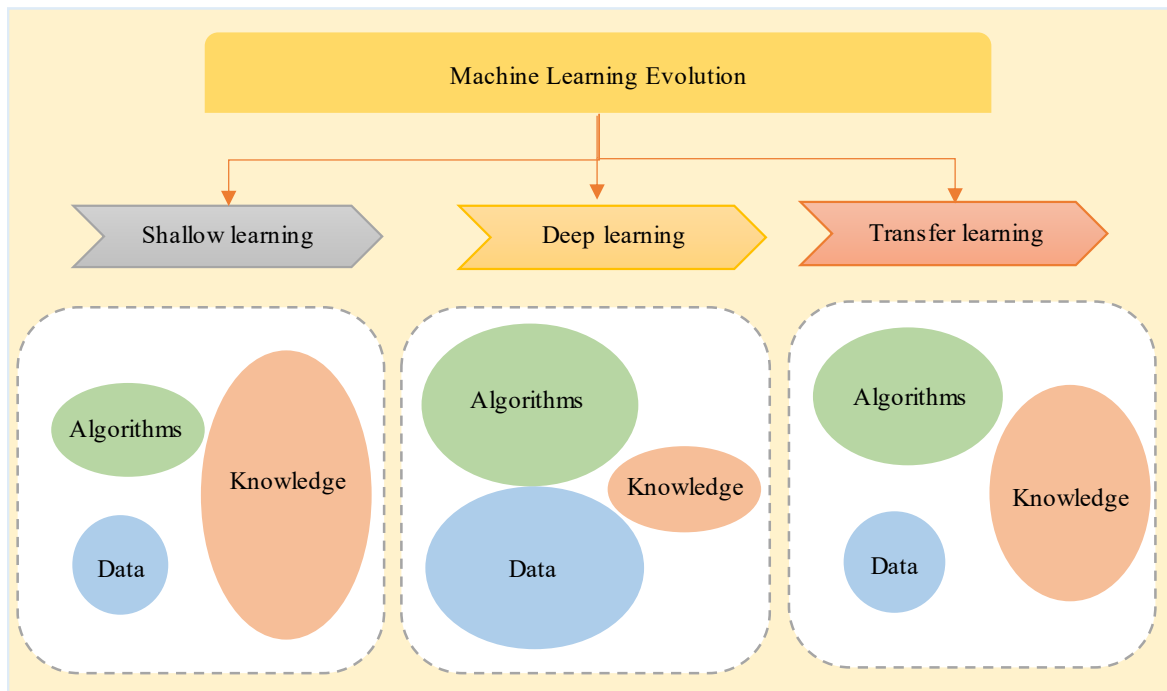 Machine Learning Evolution
Shallow learning
Deep learning
Transfer learning
Algorithms
Knowledge
Data
Algorithms
Knowledge
Data
Algorithms
Knowledge
Data